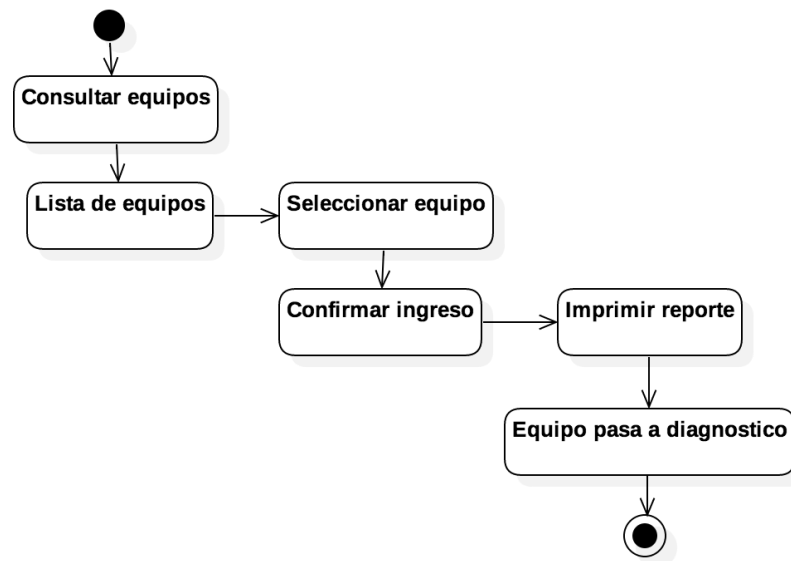 Consultar equipos
Lista de equipos
Seleccionar equipo
Confirmar ingreso
Imprimir reporte
Equipo pasa a diagnostico